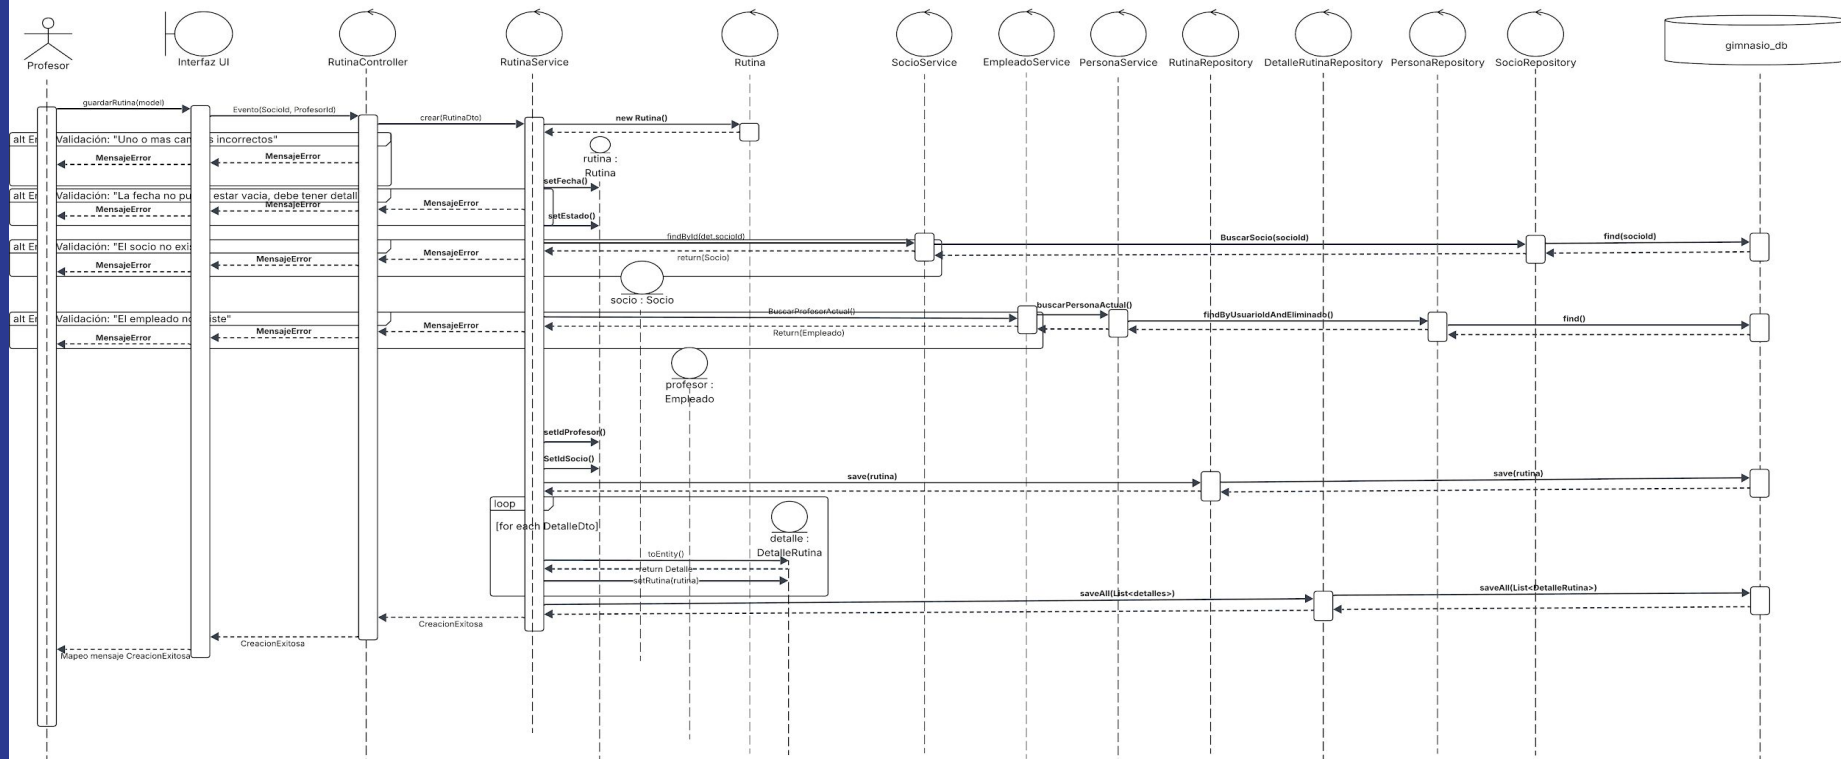 Profesor
Interfaz UI
RutinaController
RutinaService
Rutina
SocioService
EmpleadoService
PersonaService
RutinaRepository
DetalleRutinaRepository
PersonaRepository
SocioRepository
gimnasio_db
guardarRutina(model)
Evento(SocioId, ProfesorId)
crear(RutinaDto)
new Rutina()
alt Validación: "Uno o mas incorrectos"
MensajeError
MensajeError
rutina :
Rutina
setFecha()
alt Validación: "La fecha no estar vacia, debe tener
MensajeError
MensajeError
MensajeError
setEstado()
alt Validación: "El socio no
MensajeError
MensajeError
MensajeError
findById(det.socioId)
return(Socio)
BuscarSocio(socioId)
find(socioId)
socio : Socio
alt Validación: "El empleado
MensajeError
MensajeError
MensajeError
BuscarProfesorActual()
Return(Empleado)
buscarPersonaActual()
findByUsuarioIdAndEliminado()
find()
profesor :
Empleado
setIdProfesor()
SetIdSocio()
save(rutina)
save(rutina)
loop
[for each DetalleDto]
detalle :
DetalleRutina
toEntity()
return Detalle
setRutina(rutina)
saveAll(List<detalles>)
saveAll(List<DetalleRutina>)
CreacionExitosa
CreacionExitosa
Mapeo mensaje CreacionExitosa